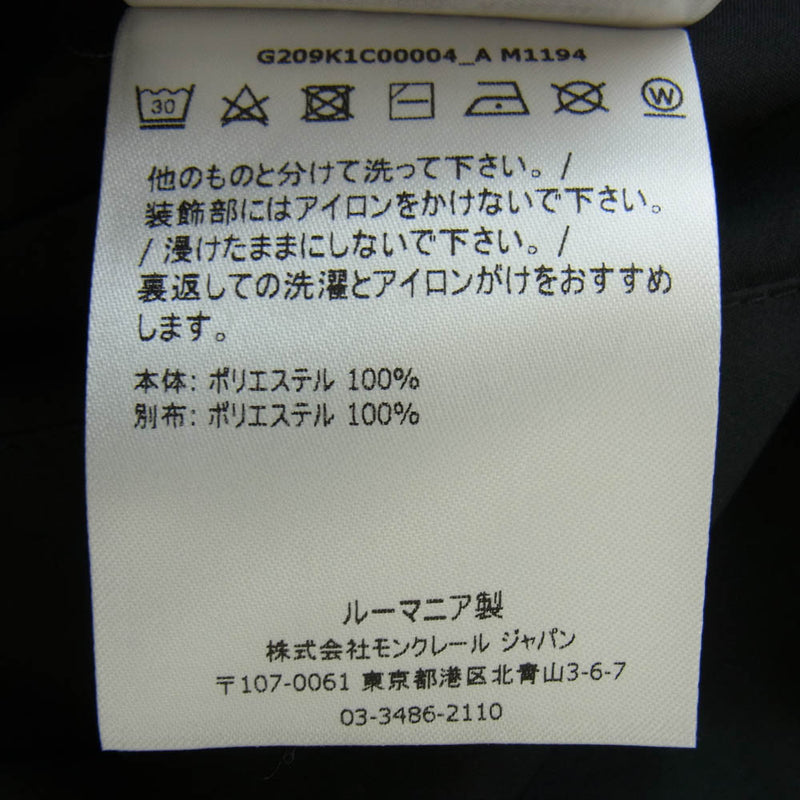 G209K1C00004_A M1194
30
W
他のものと分けて洗って下さい。/
装飾部にはアイロンをかけないで下さい。
/ 浸けたままにしないで下さい。/
裏返しての洗濯とアイロンがけをおすすめ
します。
本体: ポリエステル 100%
別布: ポリエステル 100%
ルーマニア製
株式会社モンクレール ジャパン
〒107-0061 東京都港区北青山3-6-7
03-3486-2110